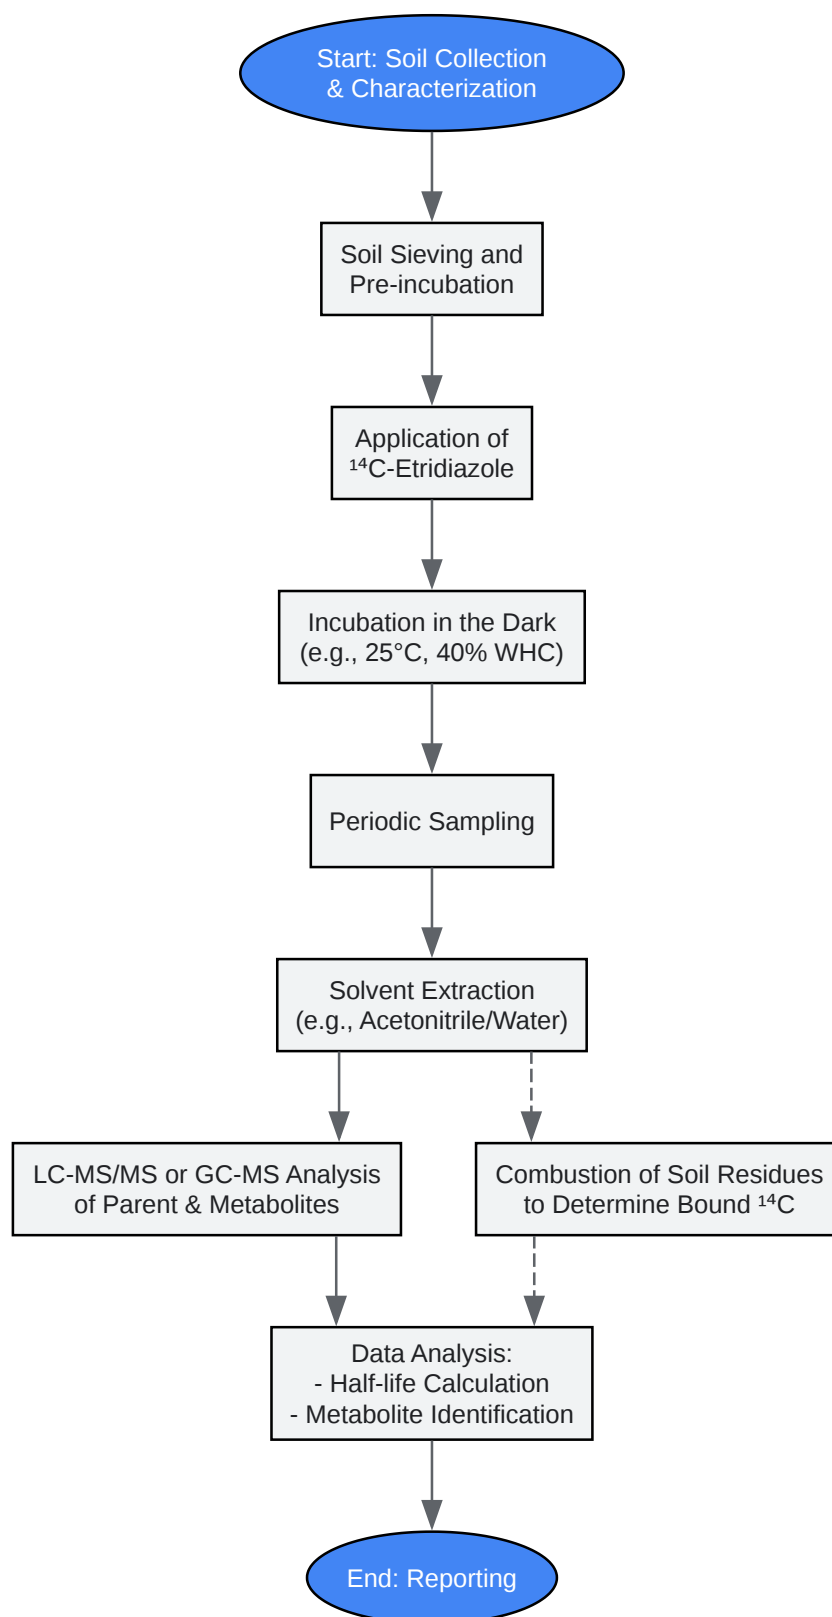 Start: Soil Collection
& Characterization
Soil Sieving and
Pre-incubation
Application of
¹⁴C-Etridiazole
Incubation in the Dark
(e.g., 25°C, 40% WHC)
Periodic Sampling
Solvent Extraction
(e.g., Acetonitrile/Water)
LC-MS/MS or GC-MS Analysis
of Parent & Metabolites
Combustion of Soil Residues
to Determine Bound ¹⁴C
Data Analysis:
- Half-life Calculation
- Metabolite Identification
End: Reporting